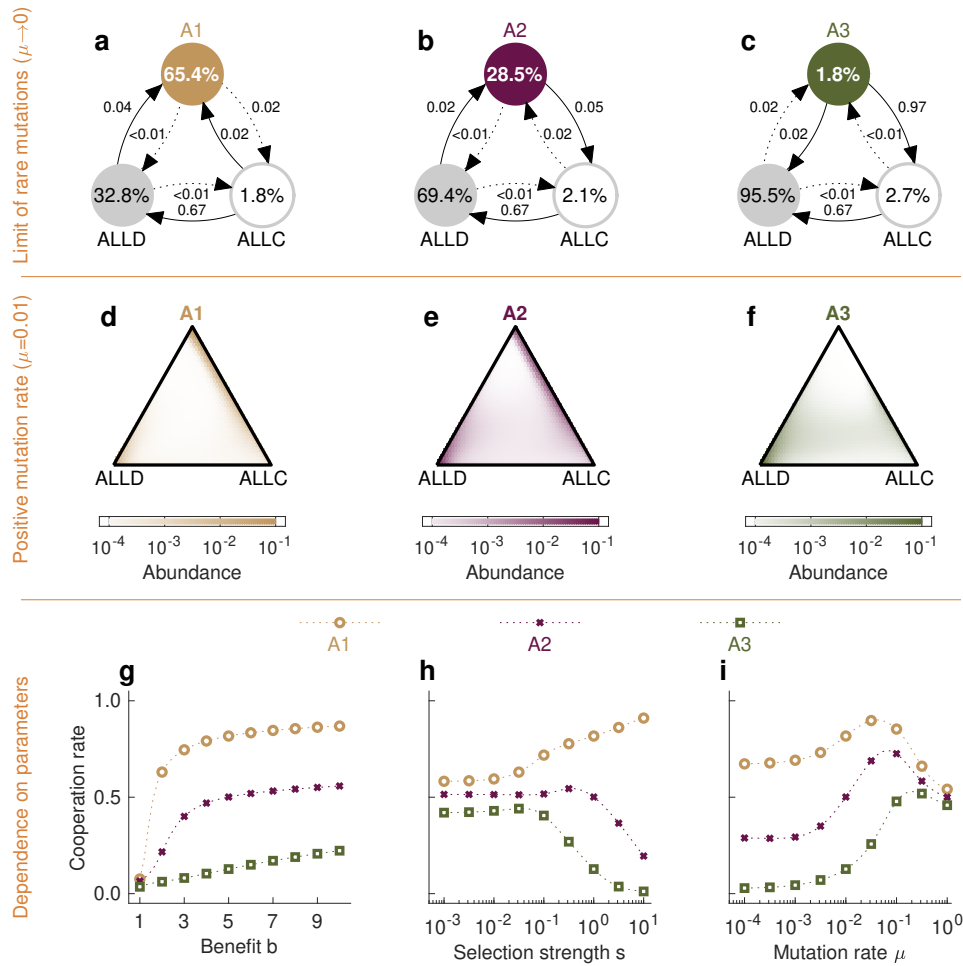 Limit of rare mutations (μ→0)
a
A1
65.4%
0.04
0.02
<0.01
0.02
32.8%
<0.01
0.67
1.8%
ALLD
ALLC
b
A2
28.5%
0.02
0.05
<0.01
0.02
69.4%
<0.01
0.67
2.1%
ALLD
ALLC
c
A3
1.8%
0.02
0.97
0.02
<0.01
95.5%
<0.01
0.67
2.7%
ALLD
ALLC
Positive mutation rate (μ=0.01)
d
A1
ALLD
ALLC
10⁻⁴ 10⁻³ 10⁻² 10⁻¹
Abundance
e
A2
ALLD
ALLC
10⁻⁴ 10⁻³ 10⁻² 10⁻¹
Abundance
f
A3
ALLD
ALLC
10⁻⁴ 10⁻³ 10⁻² 10⁻¹
Abundance
Dependence on parameters
A1
A2
A3
g
Cooperation rate
1.0
0.5
0.0
1 3 5 7 9
Benefit b
h
10⁻³ 10⁻² 10⁻¹ 10⁰ 10¹
Selection strength s
i
10⁻⁴ 10⁻³ 10⁻² 10⁻¹ 10⁰
Mutation rate μ